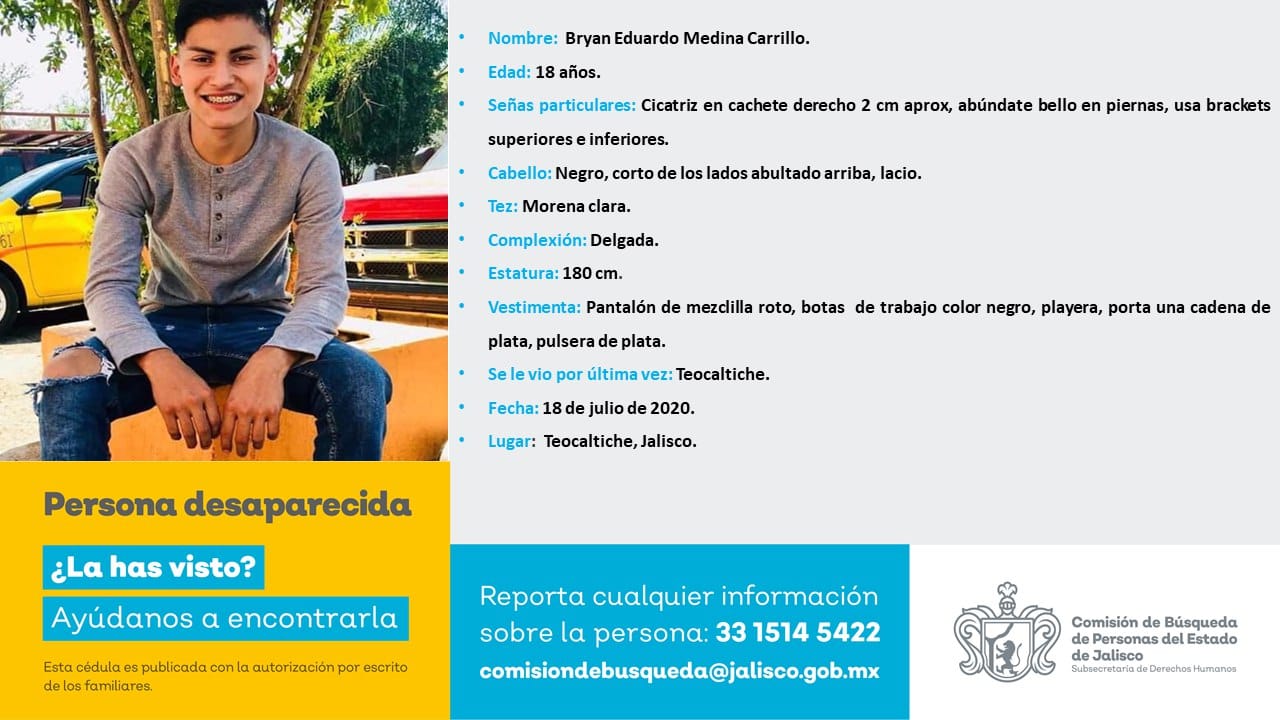 • Nombre: Bryan Eduardo Medina Carrillo.
• Edad: 18 años.
• Señas particulares: Cicatriz en cachete derecho 2 cm aprox, abúndate bello en piernas, usa brackets
superiores e inferiores.
• Cabello: Negro, corto de los lados abultado arriba, lacio.
• Tez: Morena clara.
• Complexión: Delgada.
• Estatura: 180 cm.
• Vestimenta: Pantalón de mezclilla roto, botas de trabajo color negro, playera, porta una cadena de
plata, pulsera de plata.
• Se le vio por última vez: Teocaltiche.
• Fecha: 18 de julio de 2020.
• Lugar: Teocaltiche, Jalisco.
61
Persona desaparecida
¿La has visto?
Ayúdanos a encontrarla
Esta cédula es publicada con la autorización por escrito
de los familiares.
Reporta cualquier información
sobre la persona: 33 1514 5422
comisiondebusqueda@jalisco.gob.mx
Comisión de Búsqueda
de Personas del Estado
de Jalisco
Subsecretaría de Derechos Humanos